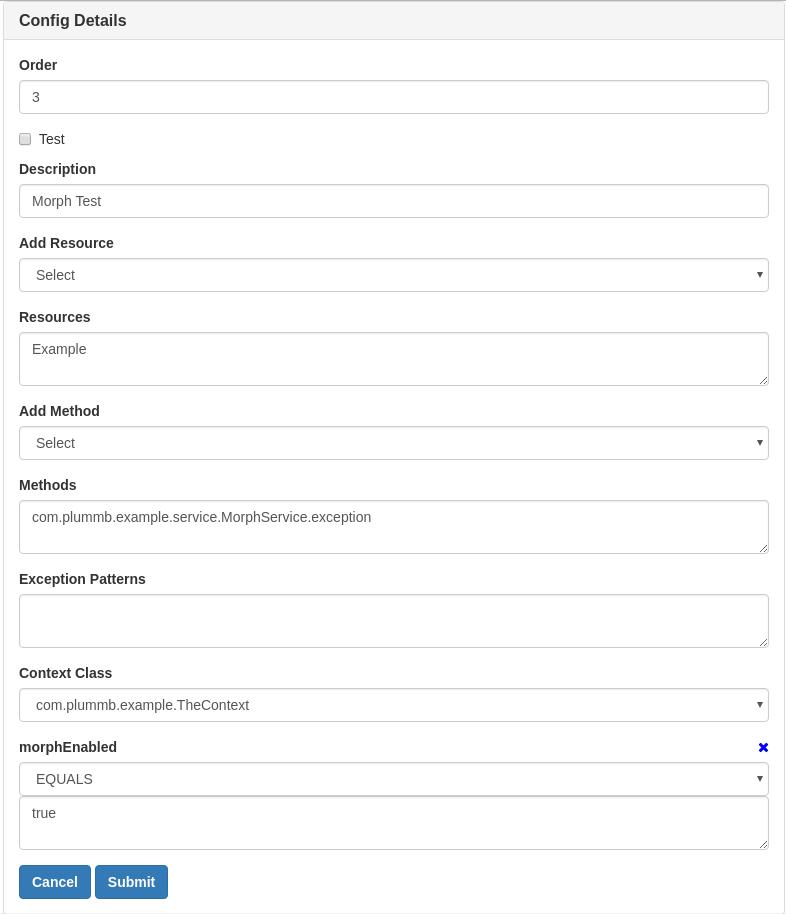 Config Details
Order
3
Test
Description
Morph Test
Add Resource
Select
Resources
Example
Add Method
Select
Methods
com.plummb.example.service.MorphService.exception
Exception Patterns
Context Class
com.plummb.example.TheContext
morphEnabled
EQUALS
true
Cancel Submit